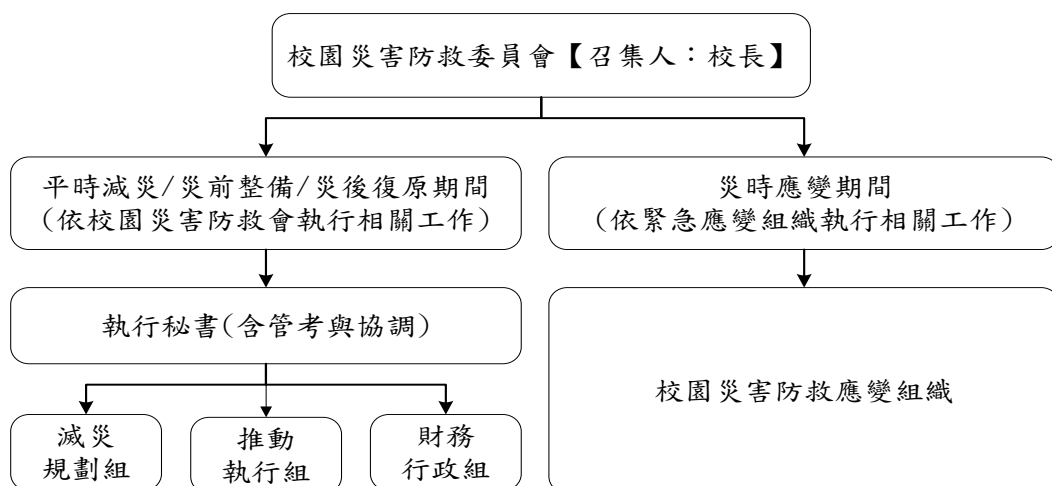 校園災害防救委員會【召集人：校長】
平時減災/災前整備/災後復原期間
(依校園災害防救會執行相關工作)
災時應變期間
(依緊急應變組織執行相關工作)
執行秘書(含管考與協調)
校園災害防救應變組織
減災
規劃組
推動
執行組
財務
行政組